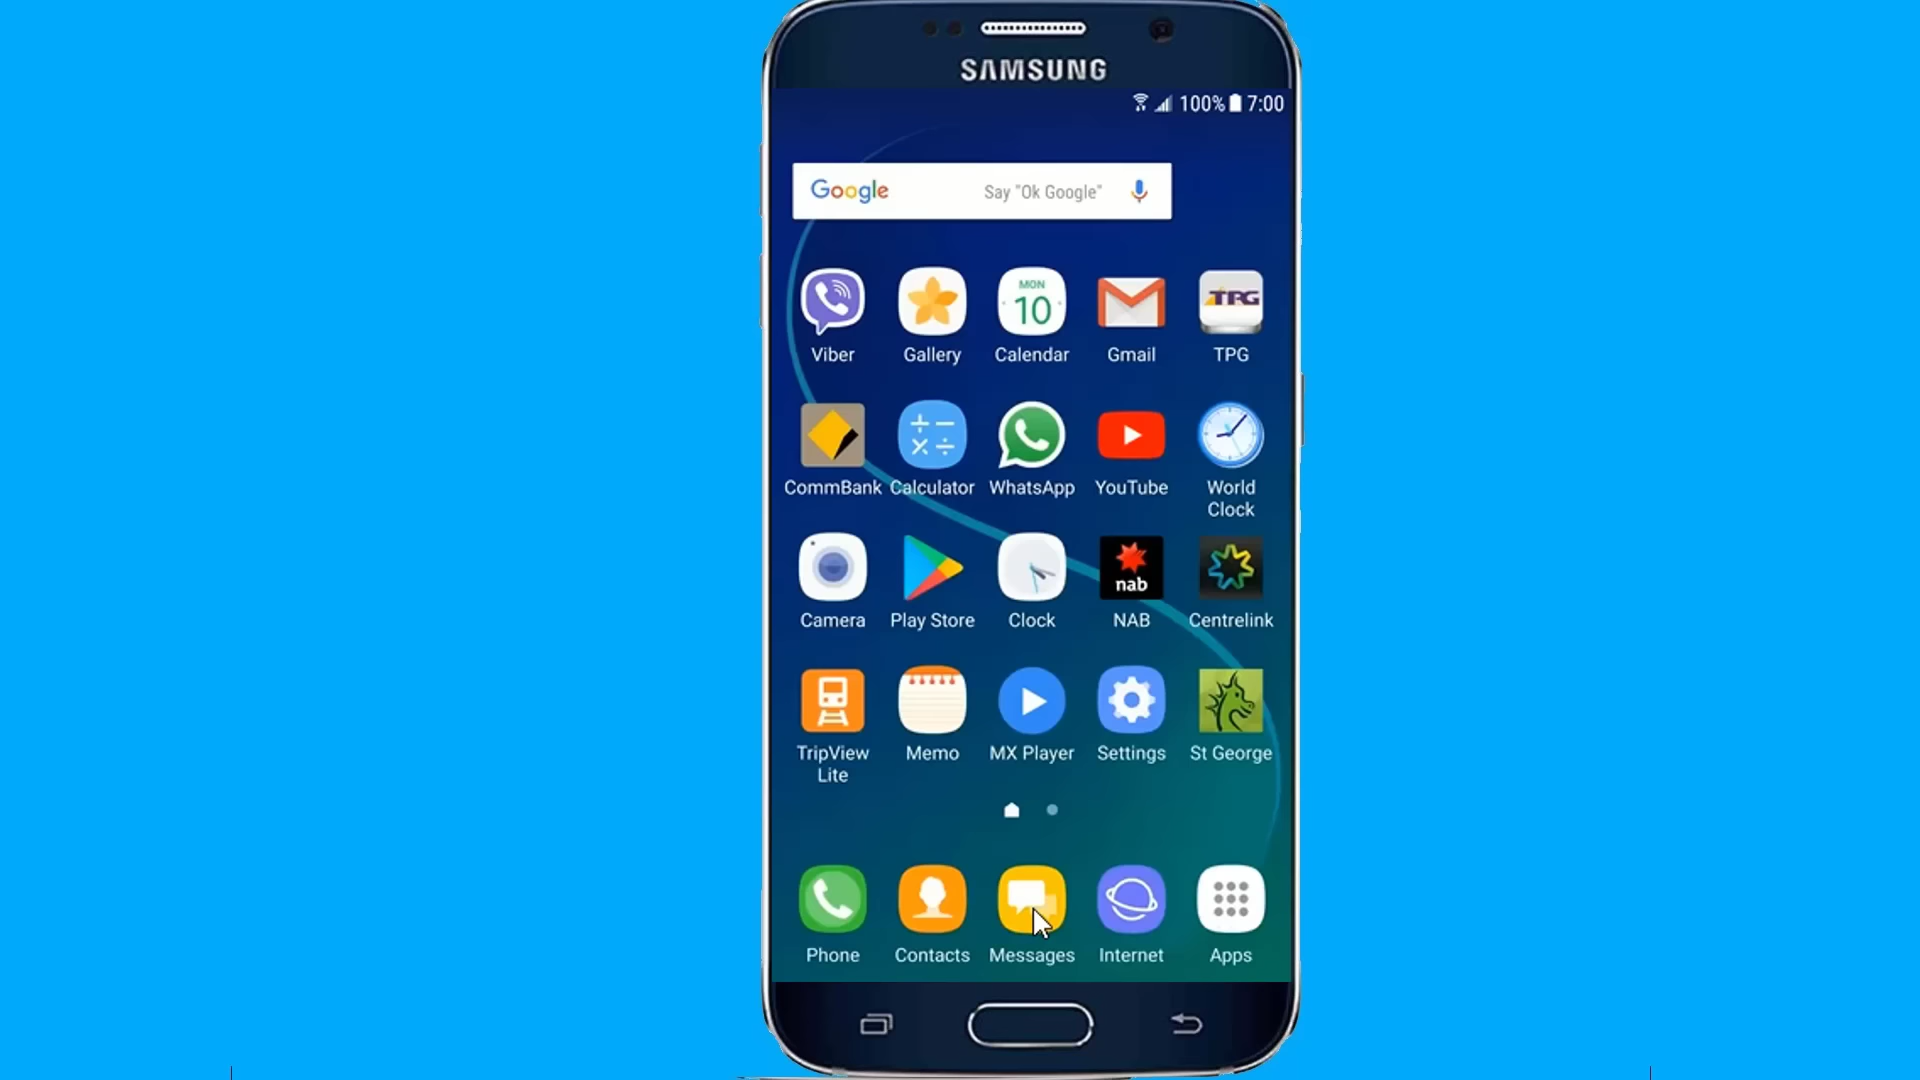 SAMSUNG
100% 7:00
Google Say "Ok Google"
MON
10
TPG
Viber Gallery Calendar Gmail TPG
CommBank Calculator WhatsApp YouTube World
Clock
nab
Camera Play Store Clock NAB Centrelink
TripView Memo MX Player Settings St George
Lite
Phone Contacts Messages Internet Apps